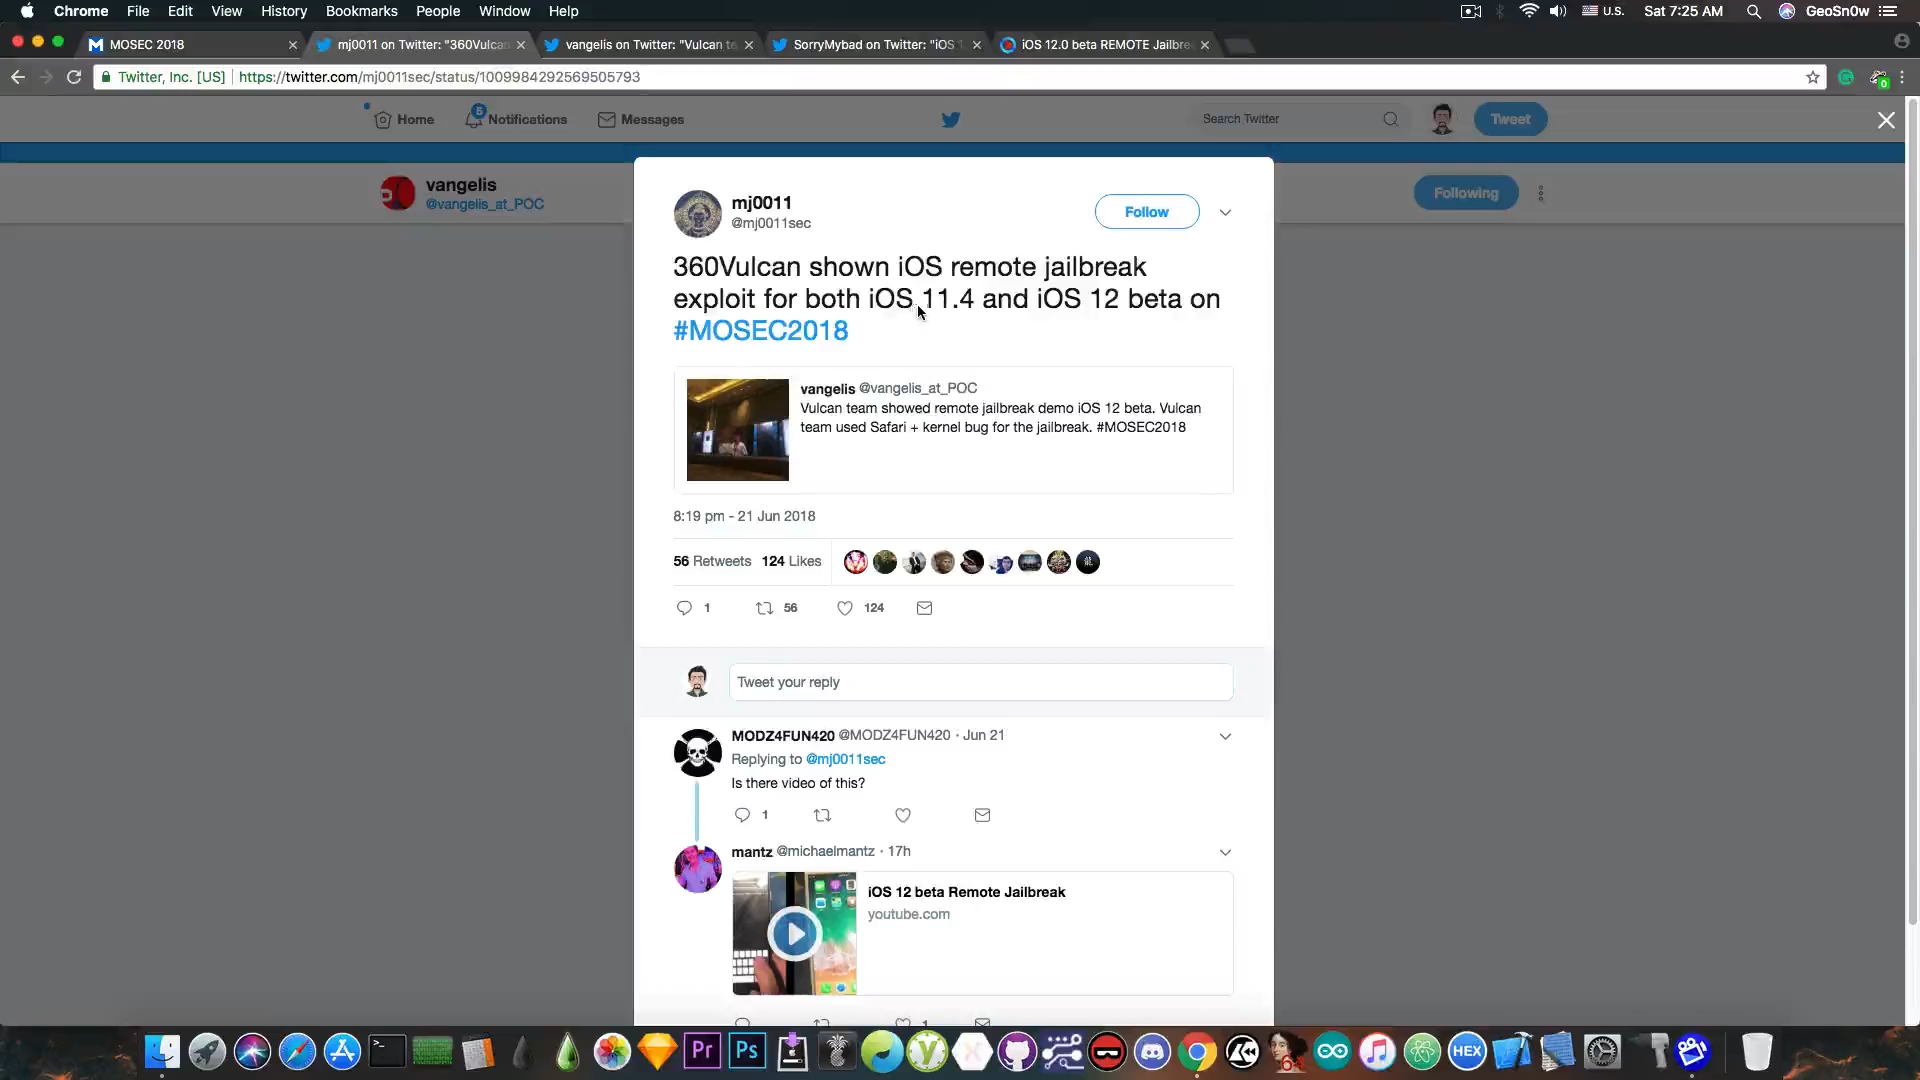 Chrome File Edit View History Bookmarks People Window Help U.S. Sat 7:25 AM GeoSn0w
MOSEC 2018
mj0011 on Twitter: "360Vulcan
vangelis on Twitter: "Vulcan te
SorryMybad on Twitter: "iOS 1
iOS 12.0 beta REMOTE Jailbre
Twitter, Inc. [US] https://twitter.com/mj0011sec/status/1009984292569505793
0
Home 5 Notifications Messages Search Twitter Tweet
vangelis
@vangelis_at_POC
Following
mj0011
@mj0011sec
Follow
360Vulcan shown iOS remote jailbreak
exploit for both iOS 11.4 and iOS 12 beta on
#MOSEC2018
vangelis @vangelis_at_POC
Vulcan team showed remote jailbreak demo iOS 12 beta. Vulcan
team used Safari + kernel bug for the jailbreak. #MOSEC2018
8:19 pm - 21 Jun 2018
56 Retweets 124 Likes
1 56 124
Tweet your reply
MODZ4FUN420 @MODZ4FUN420 · Jun 21
Replying to @mj0011sec
Is there video of this?
1
mantz @michaelmantz · 17h
iOS 12 beta Remote Jailbreak
youtube.com
1
Pr Ps HEX